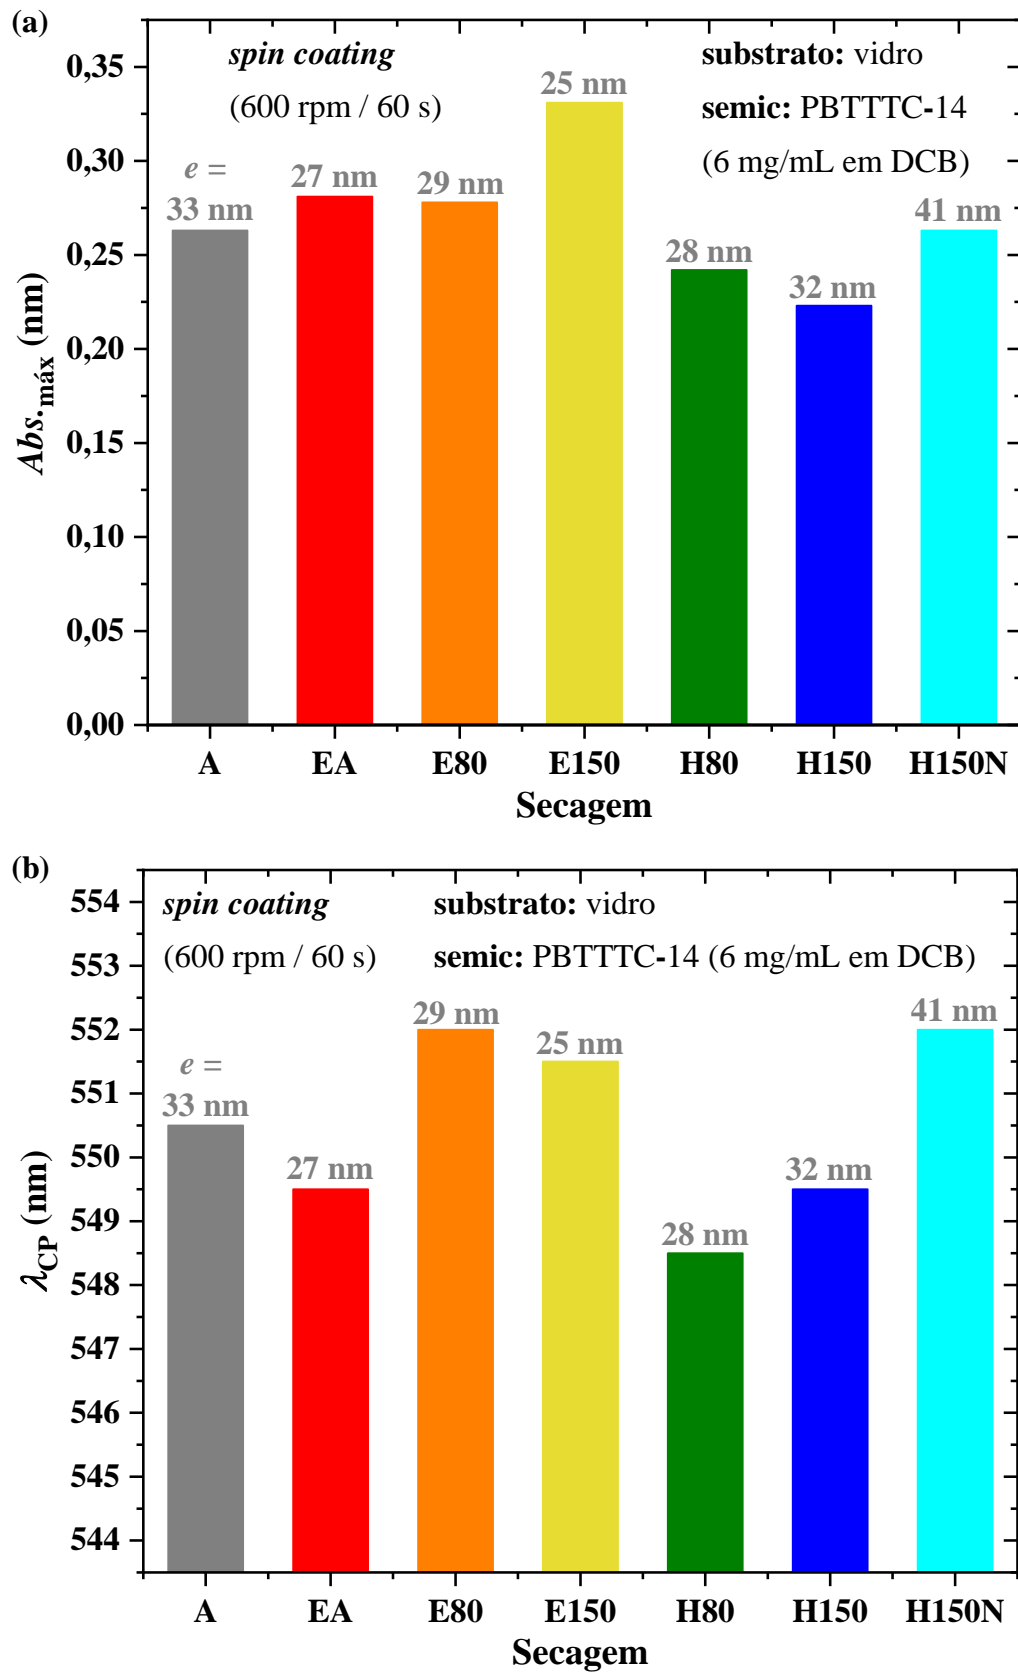 (a)
spin coating
(600 rpm / 60 s)
substrato: vidro
semic: PBTTTC-14
(6 mg/mL em DCB)
e =
33 nm
27 nm
29 nm
25 nm
28 nm
32 nm
41 nm
0,35
0,30
0,25
0,20
0,15
0,10
0,05
0,00
Abs.máx (nm)
A EA E80 E150 H80 H150 H150N
Secagem
(b)
spin coating
(600 rpm / 60 s)
substrato: vidro
semic: PBTTTC-14 (6 mg/mL em DCB)
e =
33 nm
27 nm
29 nm
25 nm
28 nm
32 nm
41 nm
554
553
552
551
550
549
548
547
546
545
544
λCP (nm)
A EA E80 E150 H80 H150 H150N
Secagem